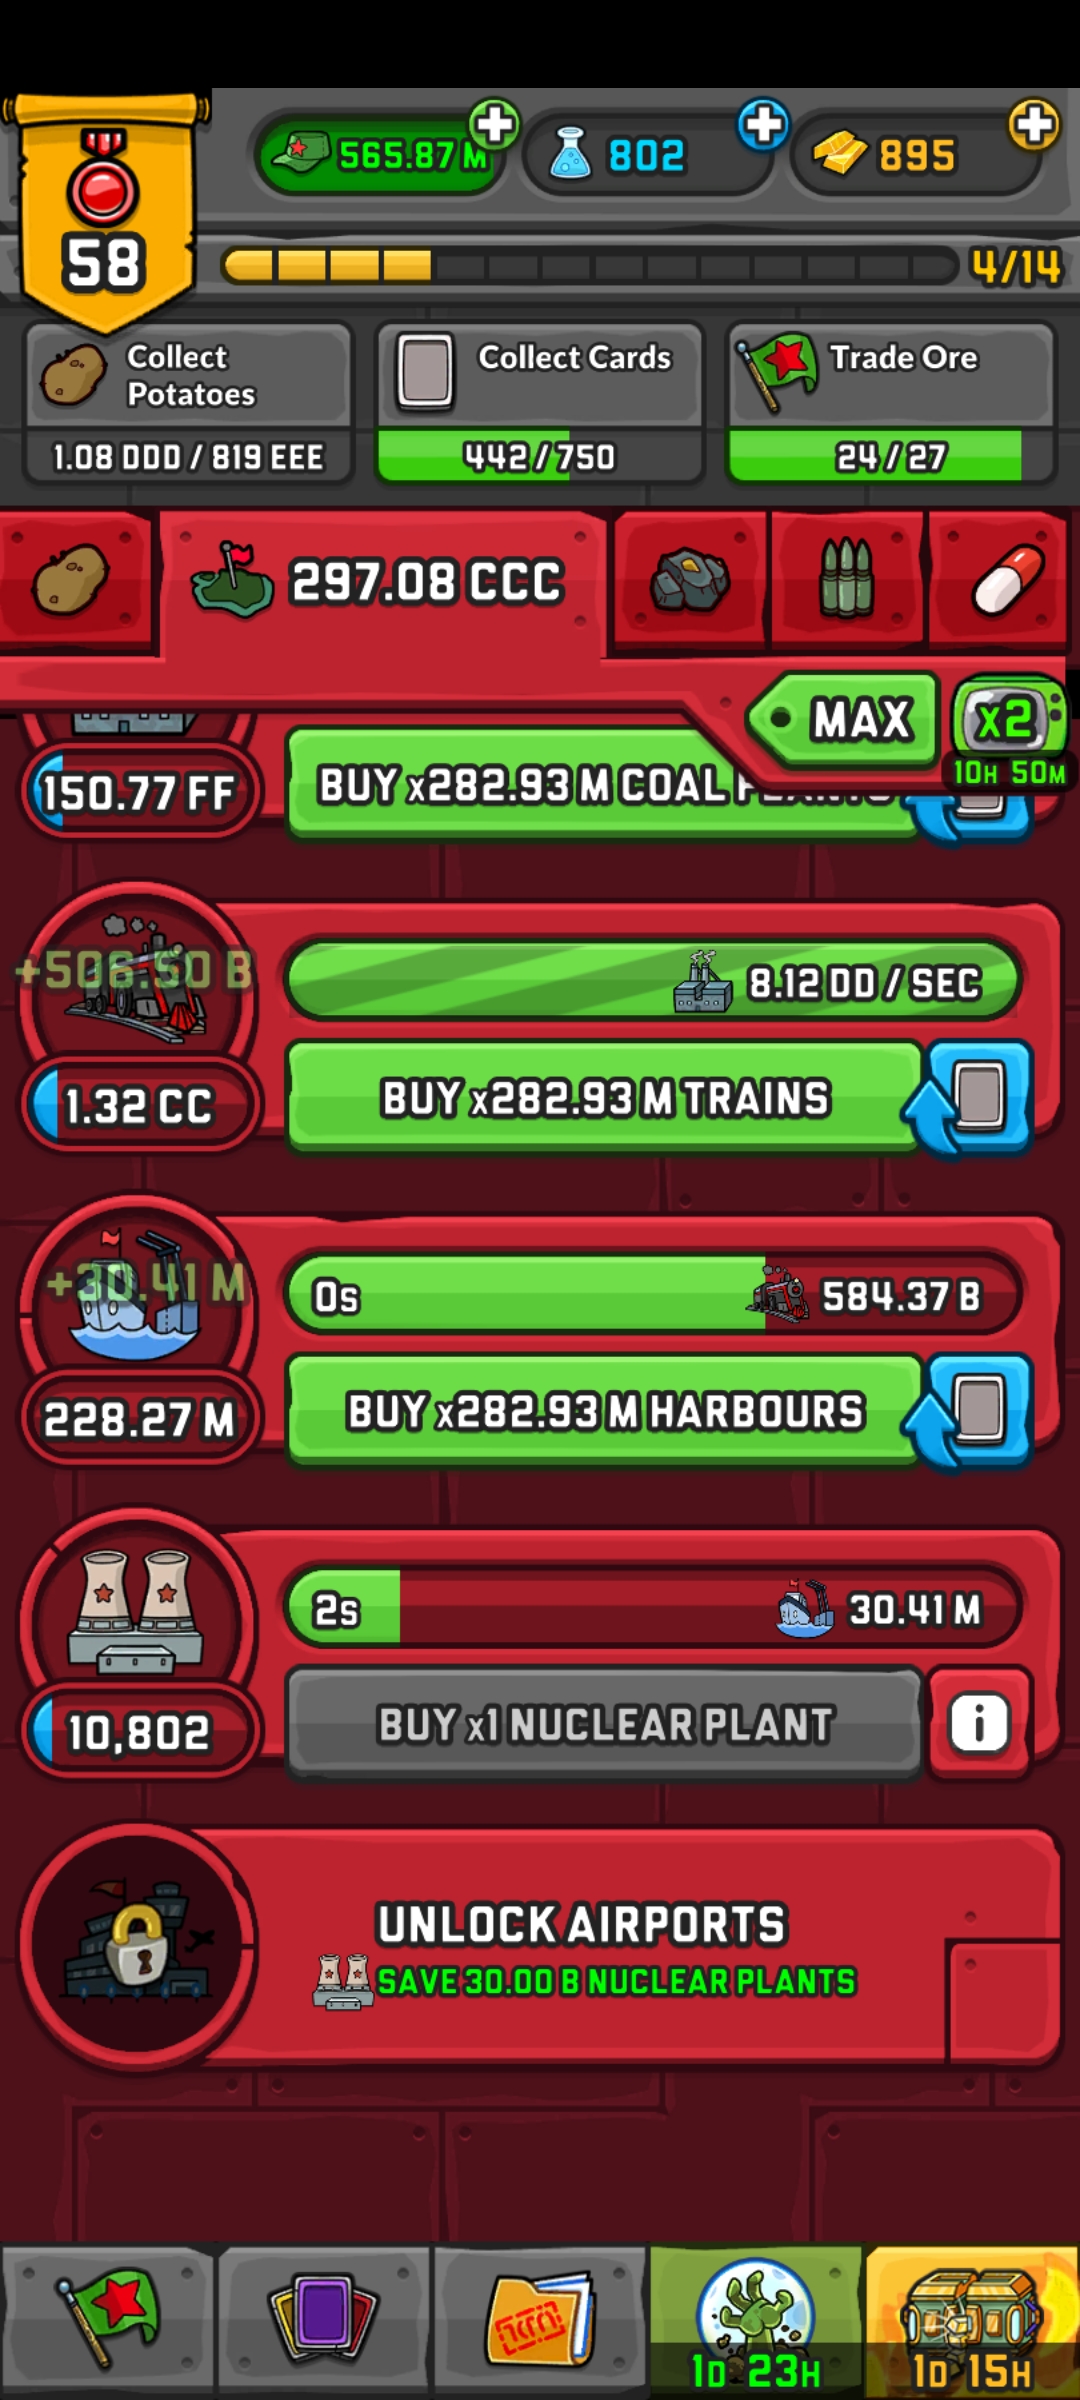 565.87 M
802
895
58
4/14
Collect
Potatoes
Collect Cards
Trade Ore
1.08 DDD / 819 EEE
442/750
24/27
297.08 CCC
MAX
x2
10H 50M
150.77 FF
BUY x282.93 M COAL PLANTS
+506.50 B
8.12 DD / SEC
1.32 CC
BUY x282.93 M TRAINS
+30.41 M
0s
584.37 B
228.27 M
BUY x282.93 M HARBOURS
2s
30.41 M
10,802
BUY x1 NUCLEAR PLANT
i
UNLOCK AIRPORTS
SAVE 30.00 B NUCLEAR PLANTS
1D 23H
1D 15H